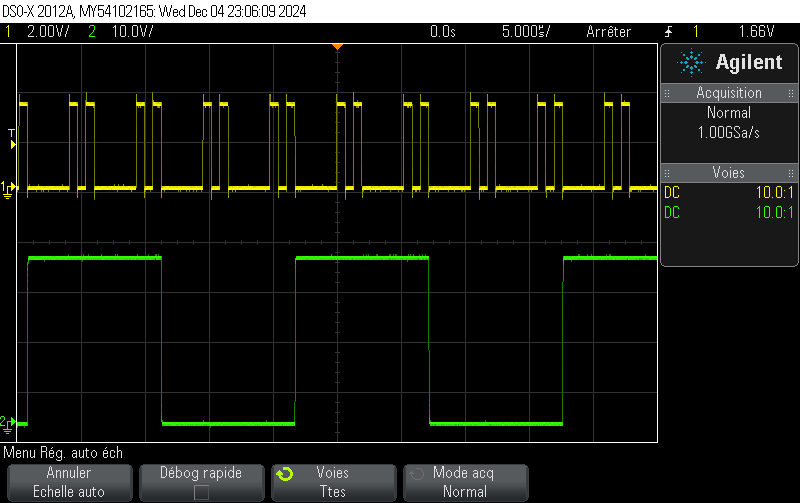 DSO-X 2012A, MY54102165: Wed Dec 04 23:06:09 2024
1 2.00V/ 2 10.0V/ 0.0s 5.000㎲/ Arrêter 1 1.66V
Agilent
Acquisition
Normal
1.00GSa/s
Voies
DC 10.0:1
DC 10.0:1
T
1
2
Menu Rég. auto éch
Annuler
Echelle auto
Débog rapide
Voies
Ttes
Mode acq
Normal